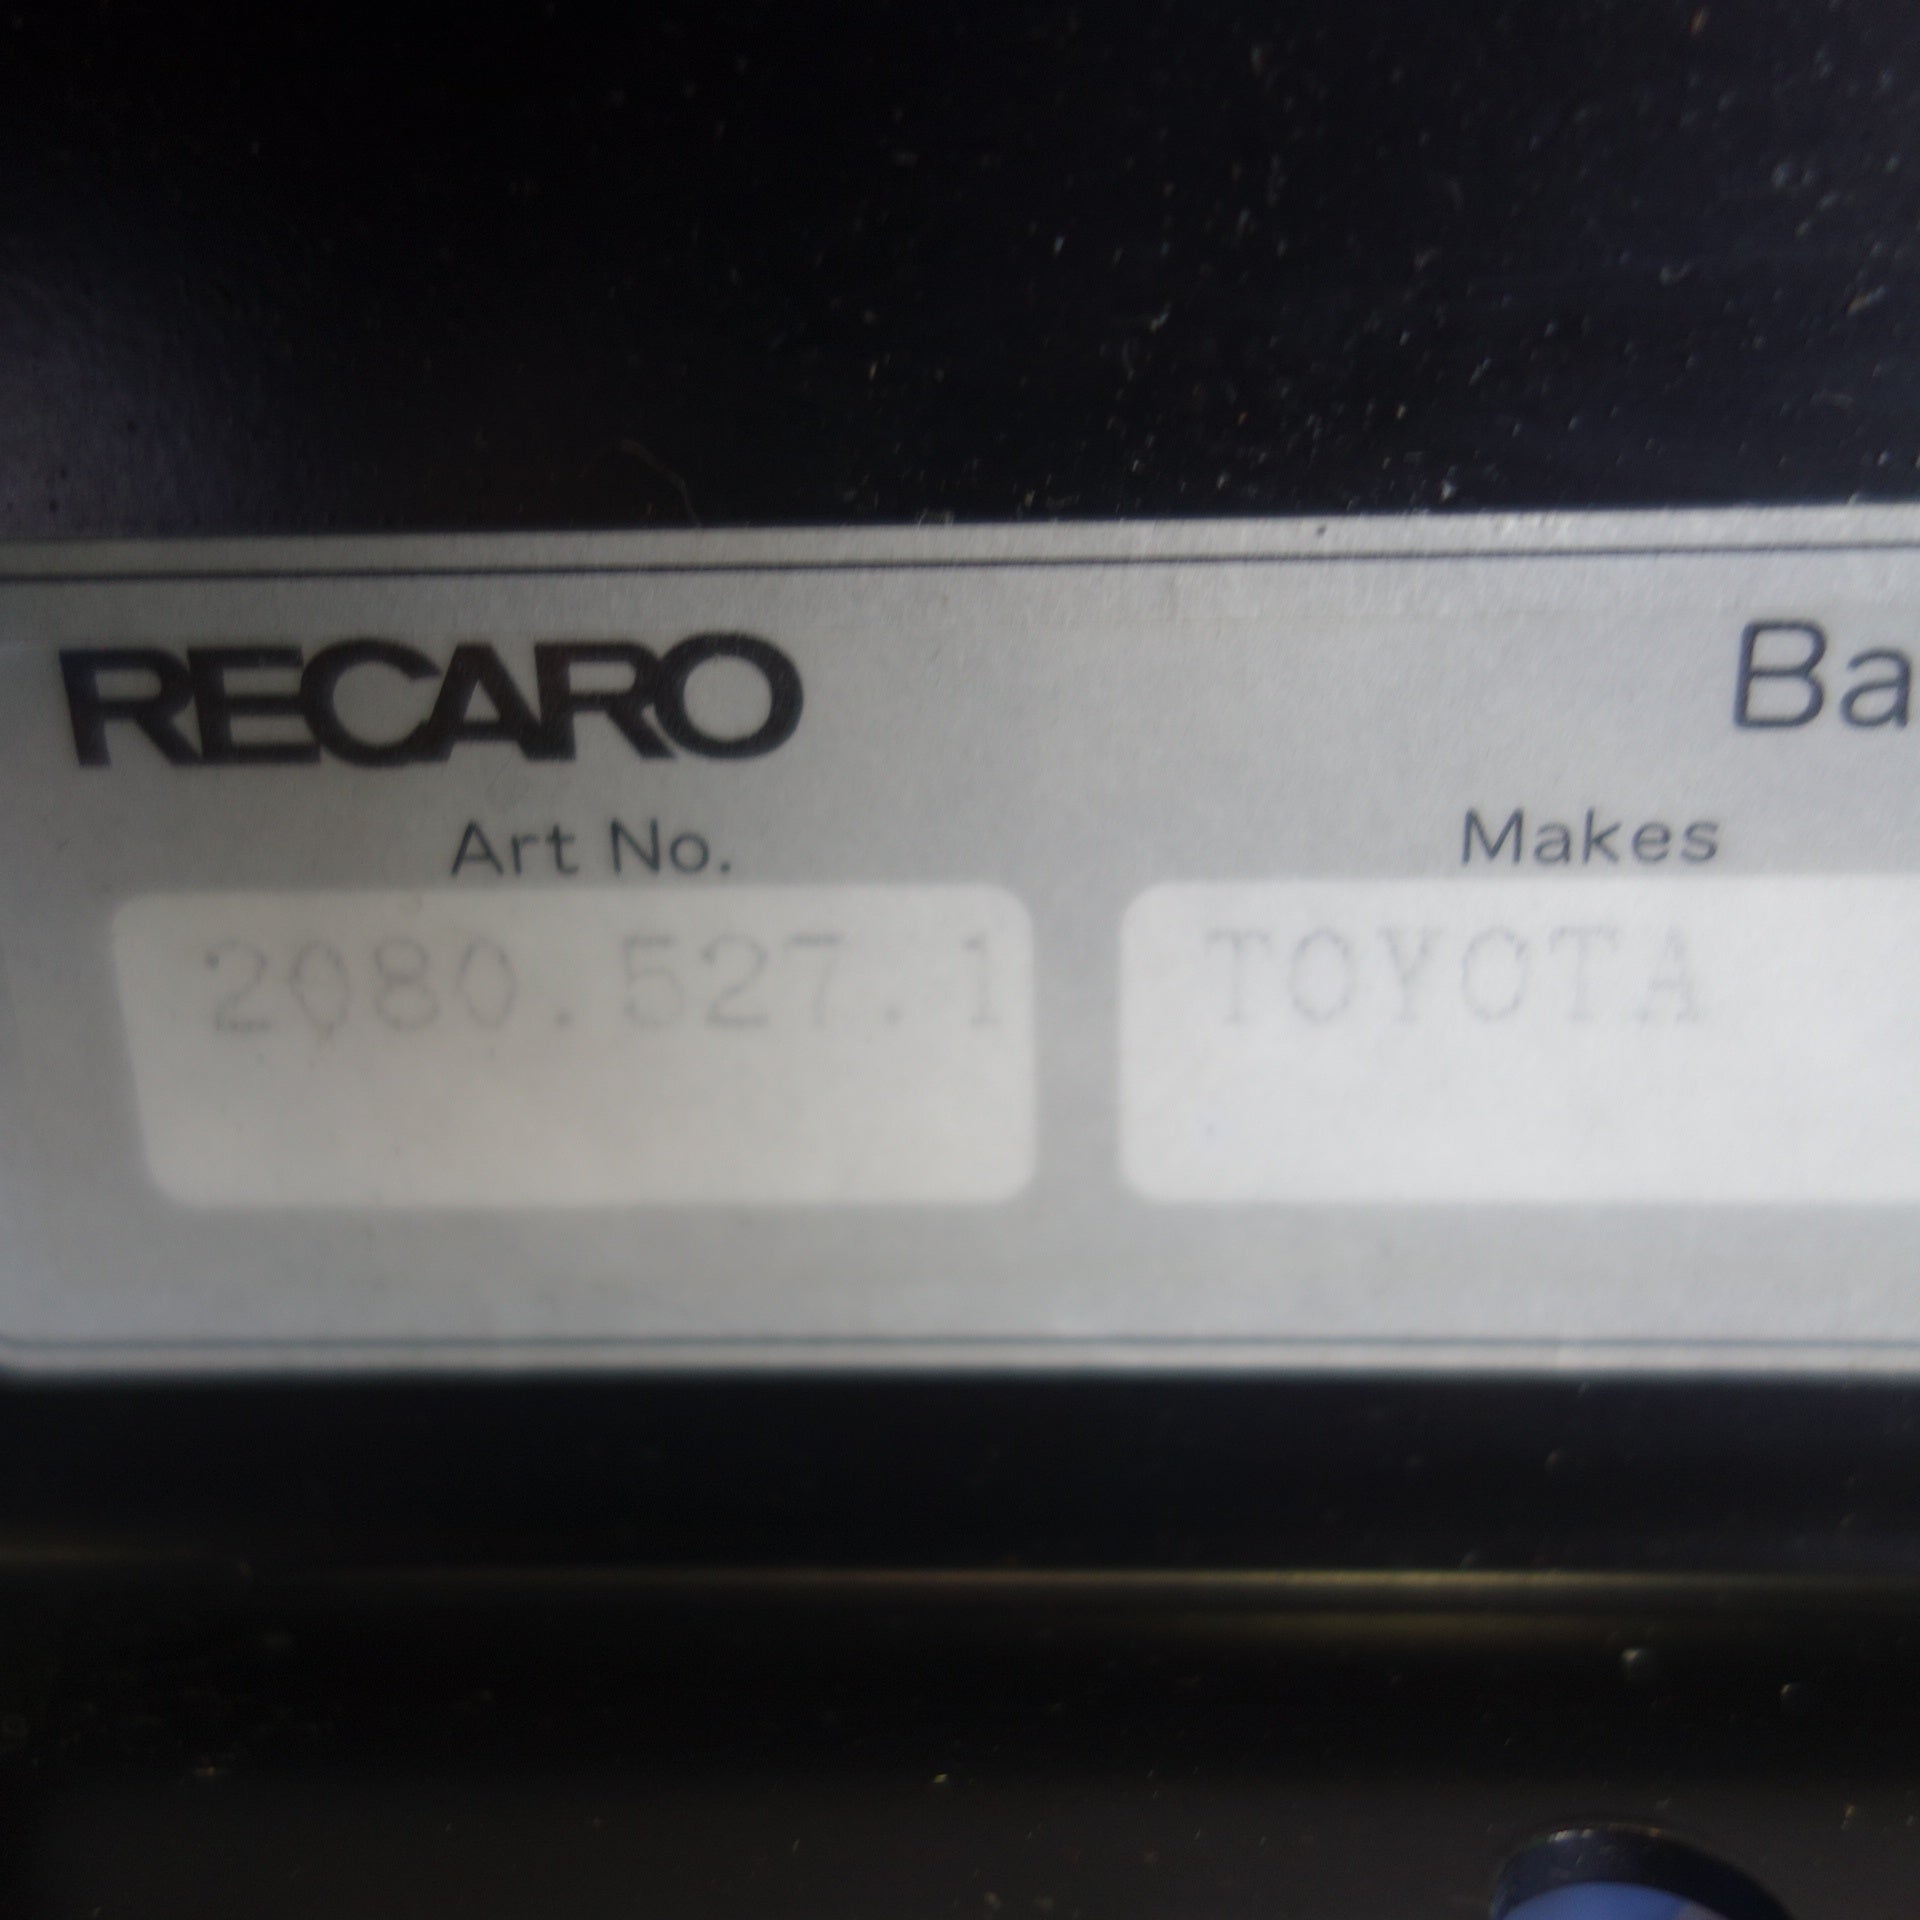 RECARO Ba
Art No. Makes
2080.527.1 TOYOTA